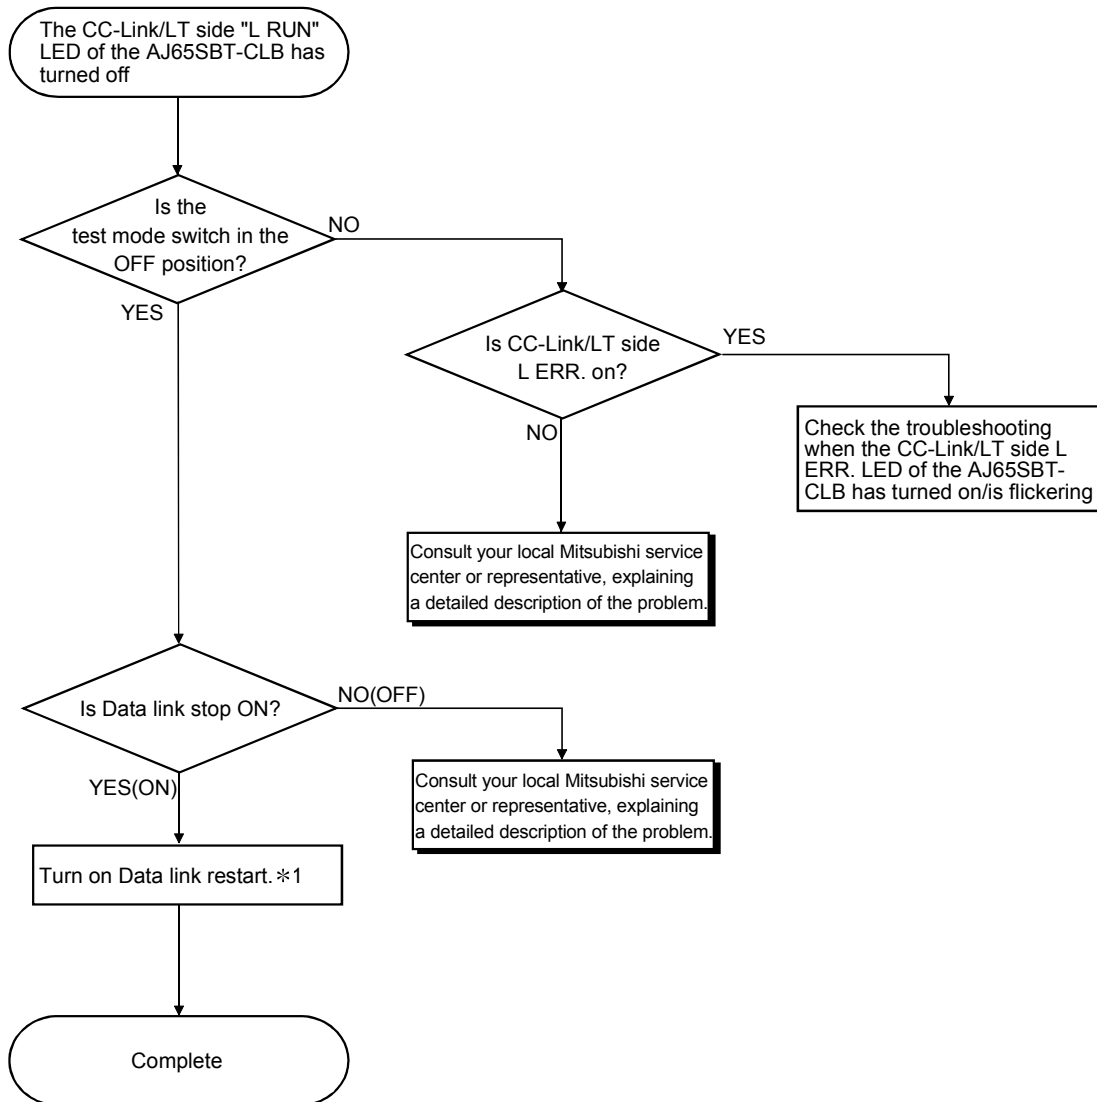 The CC-Link/LT side "L RUN"
LED of the AJ65SBT-CLB has
turned off
Is the
test mode switch in the
OFF position?
NO
YES
Is CC-Link/LT side
L ERR. on?
YES
NO
Check the troubleshooting
when the CC-Link/LT side L
ERR. LED of the AJ65SBT-
CLB has turned on/is flickering
Consult your local Mitsubishi service
center or representative, explaining
a detailed description of the problem.
Is Data link stop ON?
NO(OFF)
YES(ON)
Consult your local Mitsubishi service
center or representative, explaining
a detailed description of the problem.
Turn on Data link restart.＊1
Complete